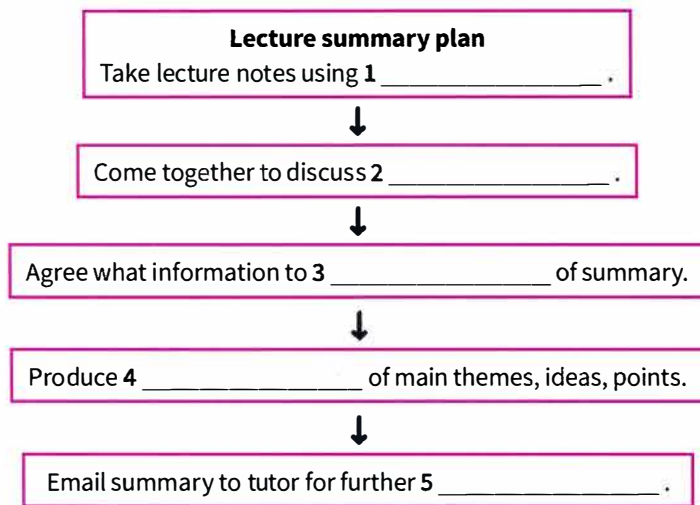 Lecture summary plan
Take lecture notes using 1 ________________ .
Come together to discuss 2 ________________ .
Agree what information to 3 ________________ of summary.
Produce 4 ________________ of main themes, ideas, points.
Email summary to tutor for further 5 ________________ .